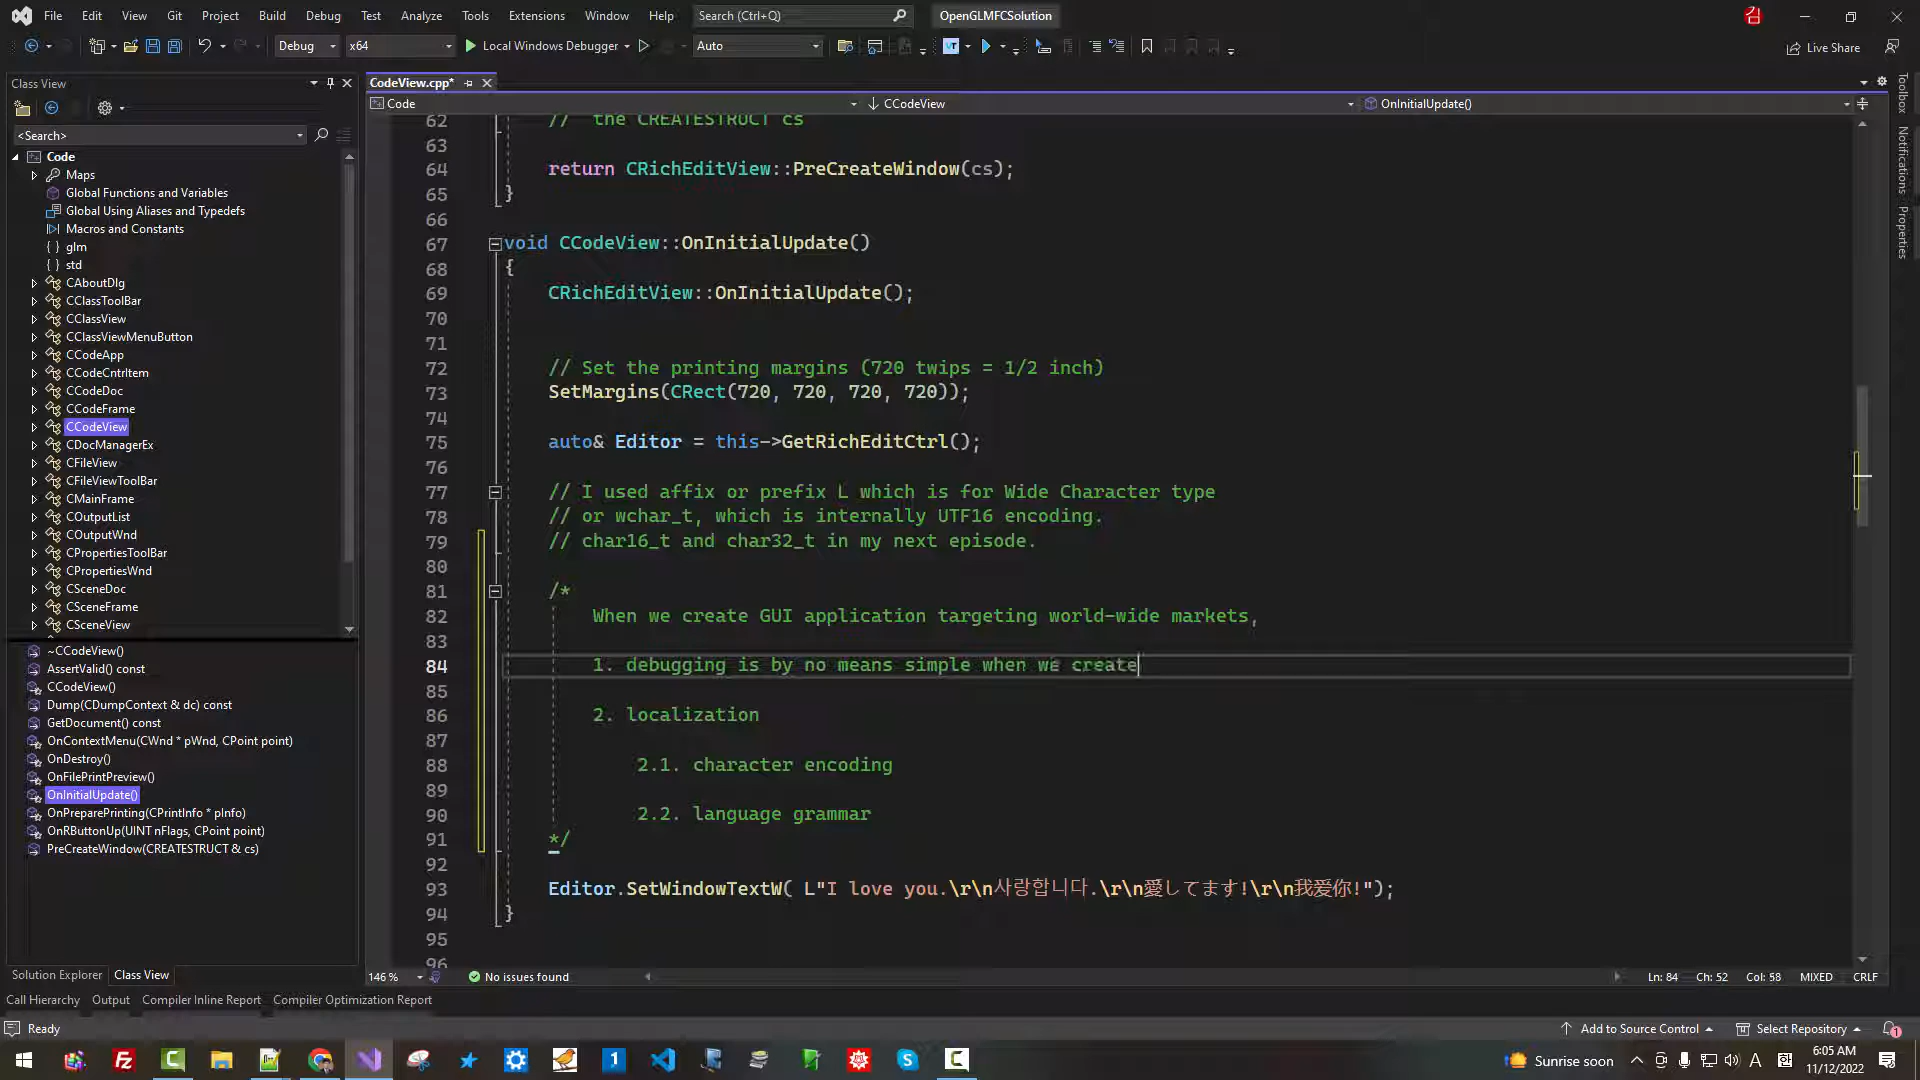 File Edit View Git Project Build Debug Test Analyze Tools Extensions Window Help Search (Ctrl+Q) OpenGLMFCSolution
Debug x64 Local Windows Debugger Auto Live Share
Class View
<Search>
Code
Maps
Global Functions and Variables
Global Using Aliases and Typedefs
Macros and Constants
{ } glm
{ } std
CAboutDlg
CClassToolBar
CClassView
CClassViewMenuButton
CCodeApp
CCodeCntrItem
CCodeDoc
CCodeFrame
CCodeView
CDocManagerEx
CFileView
CFileViewToolBar
CMainFrame
COutputList
COutputWnd
CPropertiesToolBar
CPropertiesWnd
CSceneDoc
CSceneFrame
CSceneView
~CCodeView()
AssertValid() const
CCodeView()
Dump(CDumpContext & dc) const
GetDocument() const
OnContextMenu(CWnd * pWnd, CPoint point)
OnDestroy()
OnFilePrintPreview()
OnInitialUpdate()
OnPreparePrinting(CPrintInfo * pInfo)
OnRButtonUp(UINT nFlags, CPoint point)
PreCreateWindow(CREATESTRUCT & cs)
Solution Explorer Class View
CodeView.cpp*
Code CCodeView OnInitialUpdate()
62 // the CREATESTRUCT cs
63
64 return CRichEditView::PreCreateWindow(cs);
65 }
66
67 void CCodeView::OnInitialUpdate()
68 {
69 CRichEditView::OnInitialUpdate();
70
71
72 // Set the printing margins (720 twips = 1/2 inch)
73 SetMargins(CRect(720, 720, 720, 720));
74
75 auto& Editor = this->GetRichEditCtrl();
76
77 // I used affix or prefix L which is for Wide Character type
78 // or wchar_t, which is internally UTF16 encoding.
79 // char16_t and char32_t in my next episode.
80
81 /*
82 When we create GUI application targeting world-wide markets,
83
84 1. debugging is by no means simple when we create
85
86 2. localization
87
88 2.1. character encoding
89
90 2.2. language grammar
91 */
92
93 Editor.SetWindowTextW( L"I love you.\r\n사랑합니다.\r\n愛してます!\r\n我爱你!");
94 }
95
96
146 % No issues found Ln: 84 Ch: 52 Col: 58 MIXED CRLF
Toolbox
Notifications
Properties
Call Hierarchy Output Compiler Inline Report Compiler Optimization Report
Ready Add to Source Control Select Repository 1
Sunrise soon A 한 6:05 AM
11/12/2022